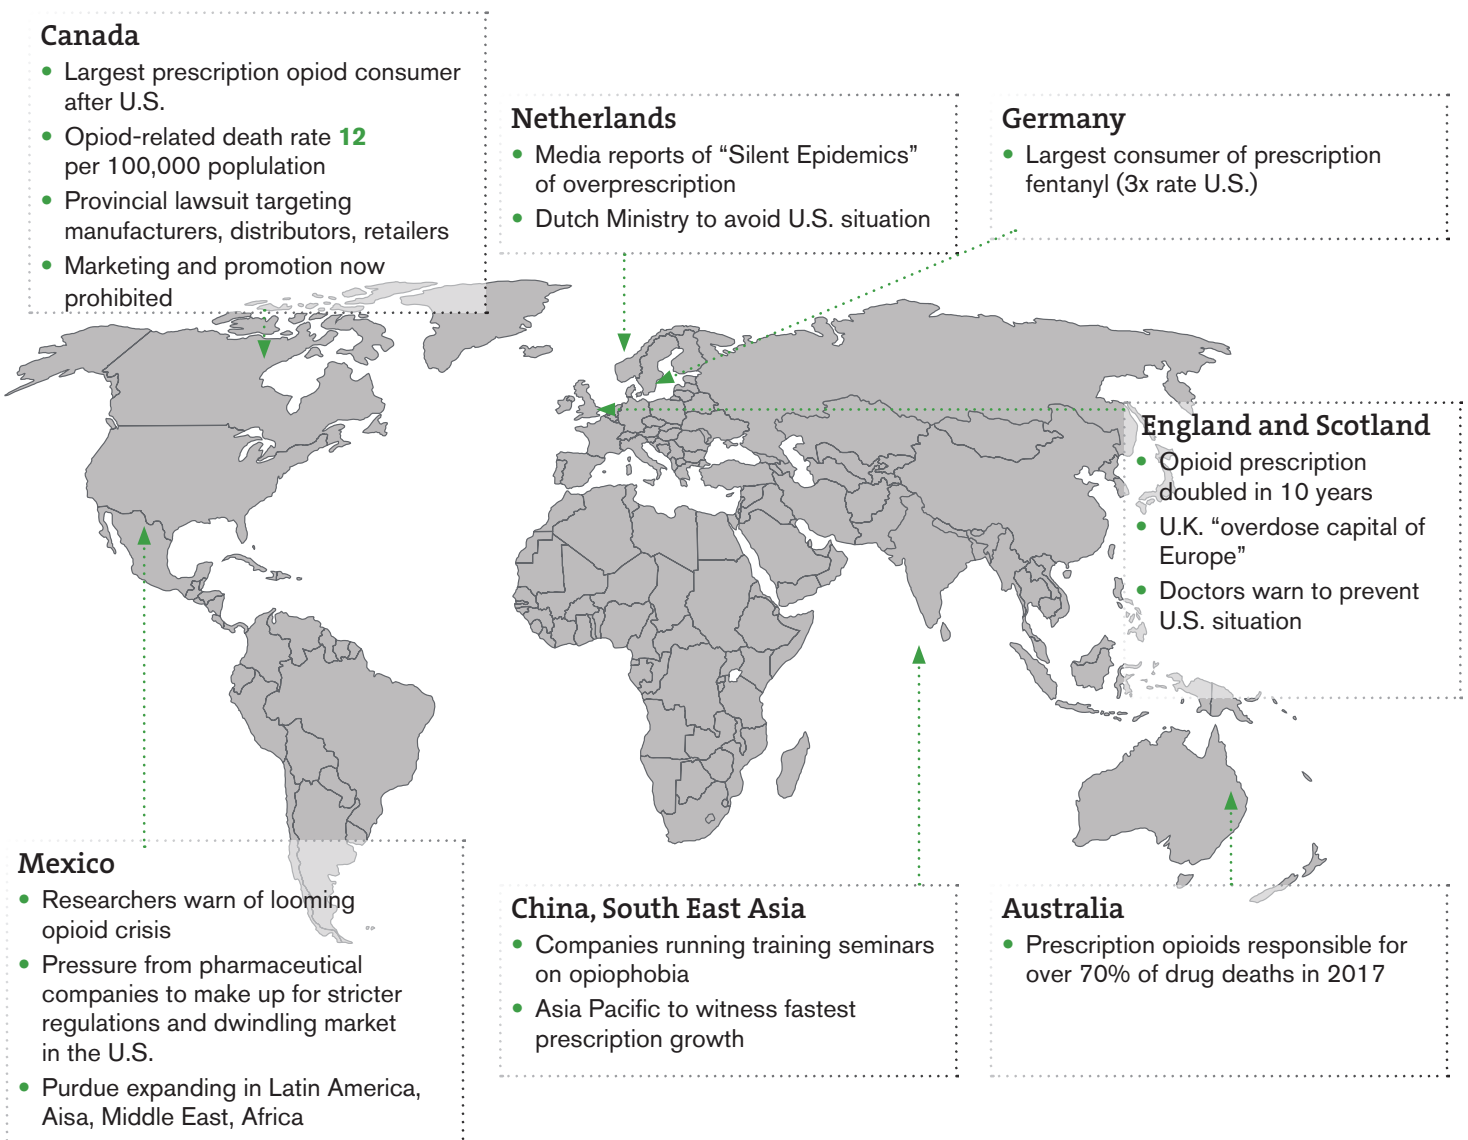 Canada
• Largest prescription opiod consumer
after U.S.
• Opiod-related death rate 12
per 100,000 poplulation
• Provincial lawsuit targeting
manufacturers, distributors, retailers
• Marketing and promotion now
prohibited
Netherlands
• Media reports of “Silent Epidemics”
of overprescription
• Dutch Ministry to avoid U.S. situation
Germany
• Largest consumer of prescription
fentanyl (3x rate U.S.)
England and Scotland
• Opioid prescription
doubled in 10 years
• U.K. “overdose capital of
Europe”
• Doctors warn to prevent
U.S. situation
Mexico
• Researchers warn of looming
opioid crisis
• Pressure from pharmaceutical
companies to make up for stricter
regulations and dwindling market
in the U.S.
• Purdue expanding in Latin America,
Aisa, Middle East, Africa
China, South East Asia
• Companies running training seminars
on opiophobia
• Asia Pacific to witness fastest
prescription growth
Australia
• Prescription opioids responsible for
over 70% of drug deaths in 2017